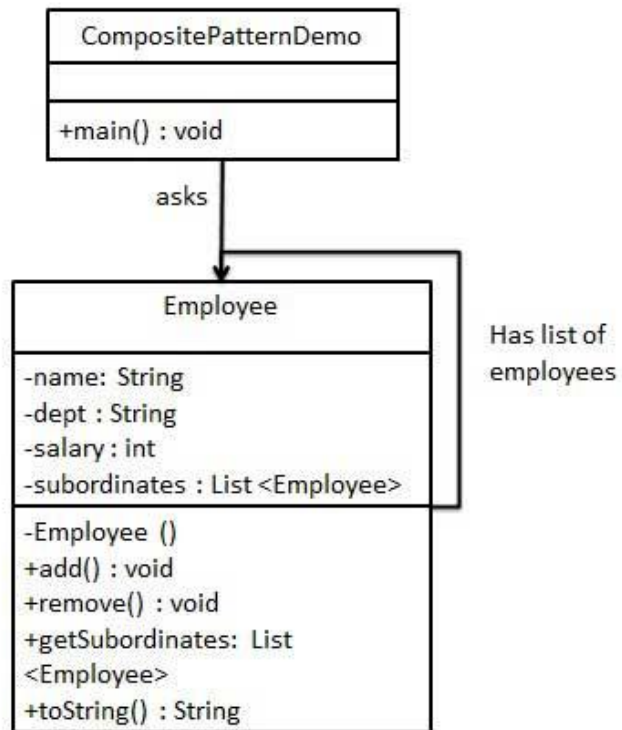 CompositePatternDemo
+main() : void
asks
Employee
-name: String
-dept : String
-salary : int
-subordinates : List <Employee>
Has list of
employees
-Employee ()
+add() : void
+remove() : void
+getSubordinates: List
<Employee>
+toString() : String